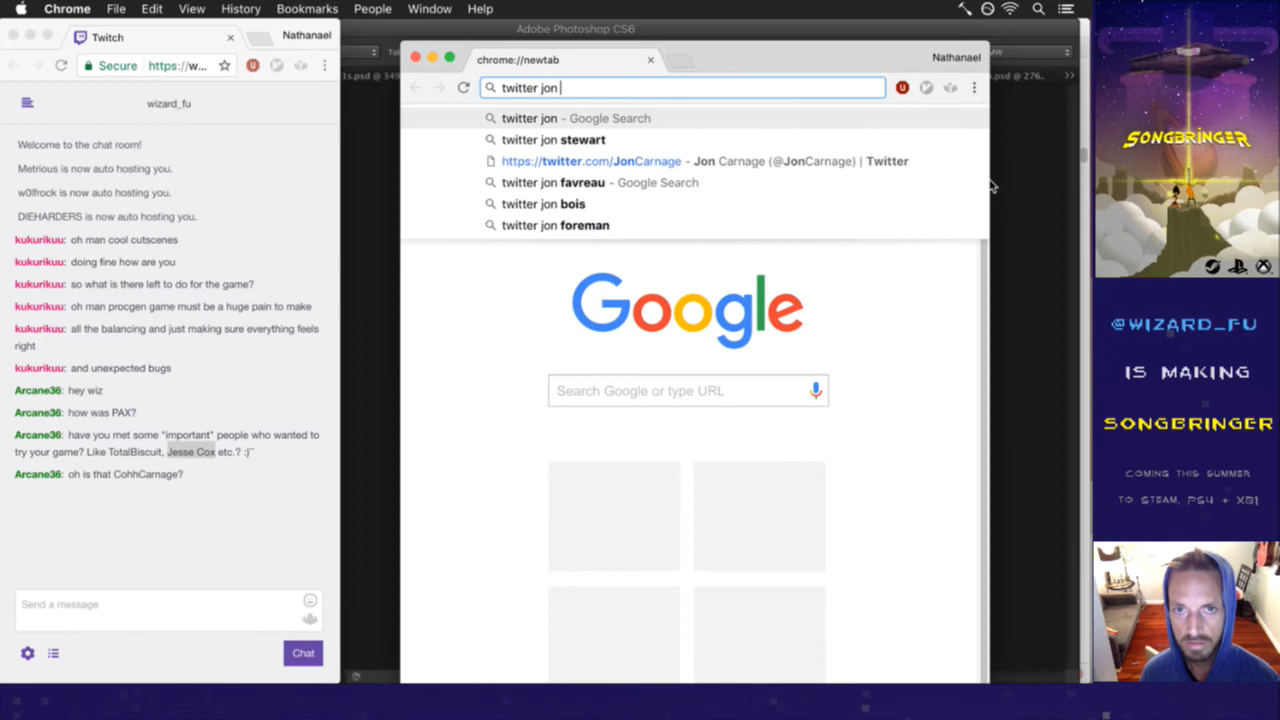 Chrome File Edit View History Bookmarks People Window Help
Twitch
Nathanael
Secure https://w...
wizard_fu
Welcome to the chat room!
Metrious is now auto hosting you.
w0lfrock is now auto hosting you.
DIEHARDERS is now auto hosting you.
kukurikuu: oh man cool cutscenes
kukurikuu: doing fine how are you
kukurikuu: so what is there left to do for the game?
kukurikuu: oh man procgen game must be a huge pain to make
kukurikuu: all the balancing and just making sure everything feels
right
kukurikuu: and unexpected bugs
Arcane36: hey wiz
Arcane36: how was PAX?
Arcane36: have you met some "important" people who wanted to
try your game? Like TotalBiscuit, Jesse Cox etc.? :)
Arcane36: oh is that CohhCarnage?
Send a message
Chat
Adobe Photoshop CS6
chrome://newtab
Nathanael
twitter jon
twitter jon - Google Search
twitter jon stewart
https://twitter.com/JonCarnage - Jon Carnage (@JonCarnage) | Twitter
twitter jon favreau - Google Search
twitter jon bois
twitter jon foreman
Google
Search Google or type URL
SONGBRINGER
@WIZARD_FU
IS MAKING
SONGBRINGER
COMING THIS SUMMER
TO STEAM, PS4 + XB1